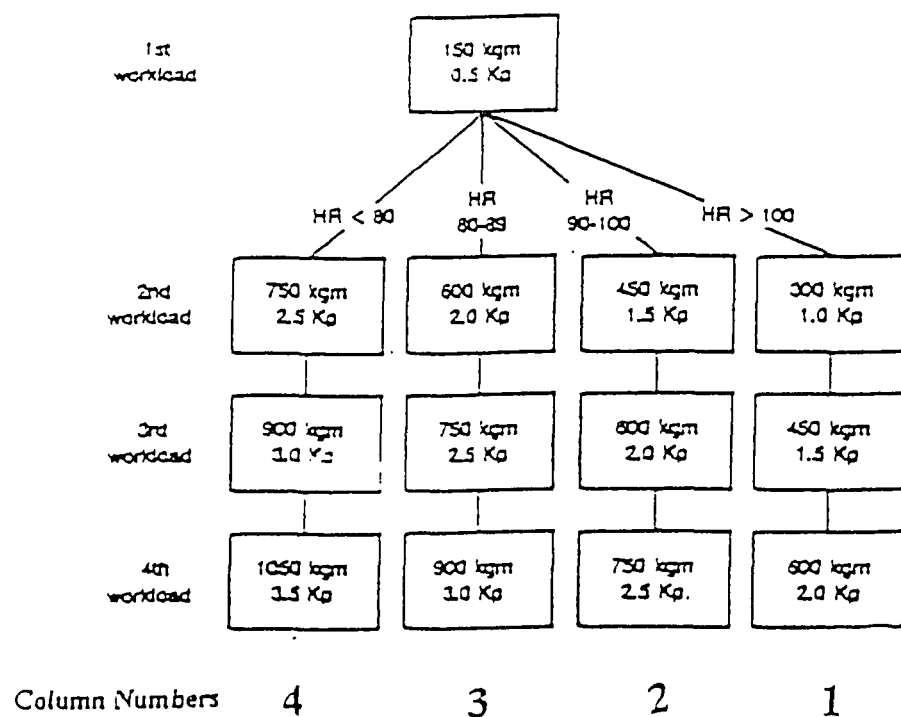 1st
workload
150 kgm
0.5 Kp
HR < 80
HR
80-89
HR
90-100
HR > 100
2nd
workload
750 kgm
2.5 Kp
600 kgm
2.0 Kp
450 kgm
1.5 Kp
300 kgm
1.0 Kp
3rd
workload
900 kgm
3.0 Kp
750 kgm
2.5 Kp
600 kgm
2.0 Kp
450 kgm
1.5 Kp
4th
workload
1050 kgm
3.5 Kp
900 kgm
3.0 Kp
750 kgm
2.5 Kp.
600 kgm
2.0 Kp
Column Numbers 4 3 2 1